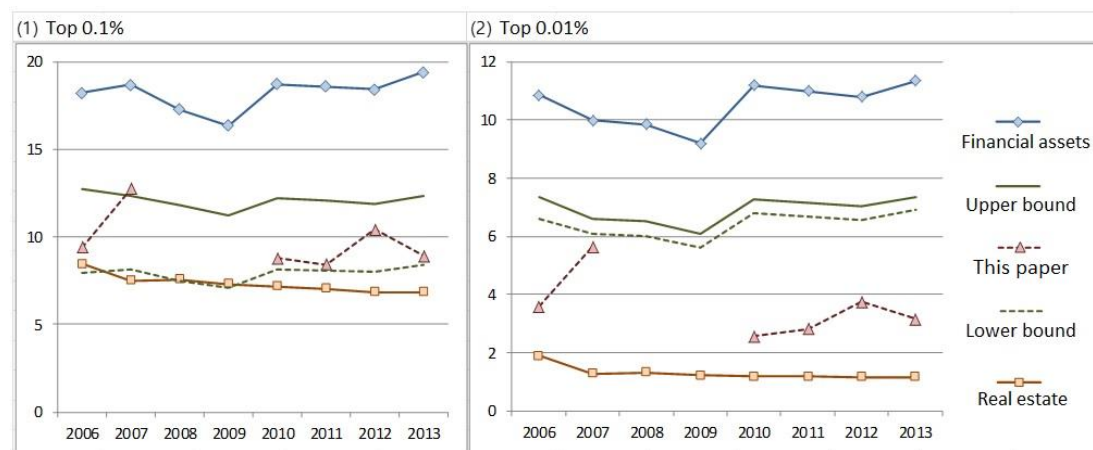 (1) Top 0.1%
20
15
10
5
0
2006 2007 2008 2009 2010 2011 2012 2013
(2) Top 0.01%
12
10
8
6
4
2
0
2006 2007 2008 2009 2010 2011 2012 2013
Financial assets
Upper bound
This paper
Lower bound
Real estate